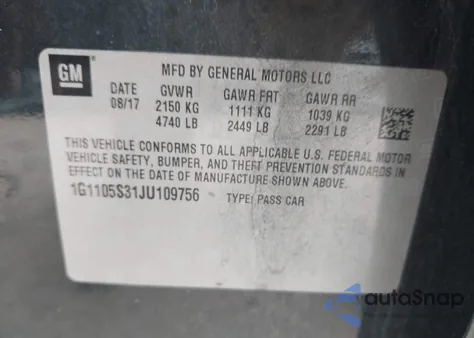 GM
MFD BY GENERAL MOTORS LLC
DATE GVWR GAWR FRT GAWR RR
08/17 2150 KG 1111 KG 1039 KG
4740 LB 2449 LB 2291 LB
THIS VEHICLE CONFORMS TO ALL APPLICABLE U.S. FEDERAL MOTOR
VEHICLE SAFETY, BUMPER, AND THEFT PREVENTION STANDARDS
IN EFFECT ON THE DATE OF MANUFACTURE SHOWN ABOVE.
1G1105S31JU109756 TYPE: PASS CAR
autoSnap